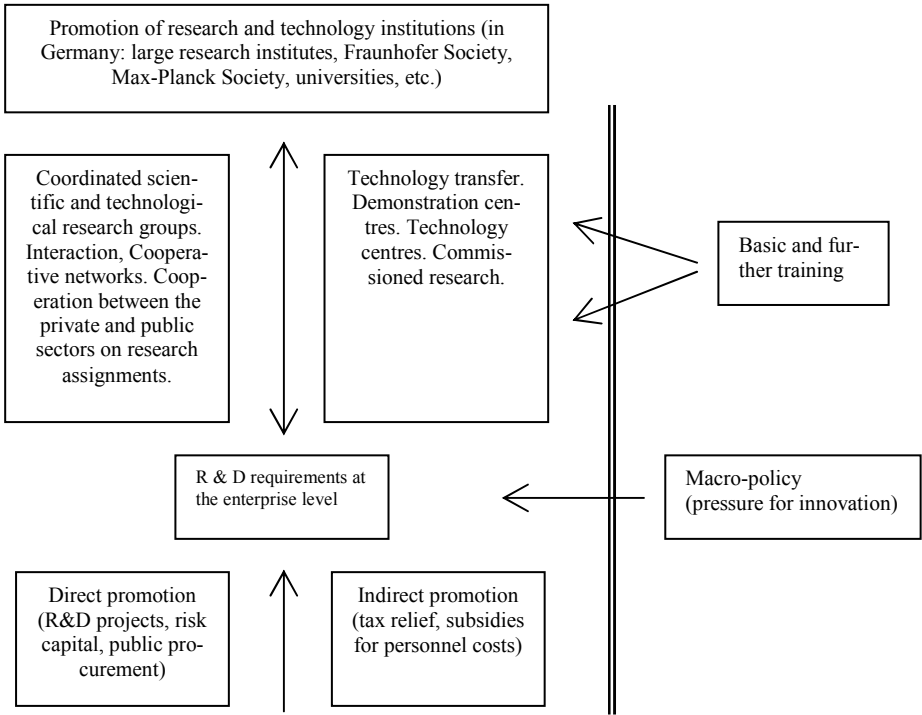 Promotion of research and technology institutions (in
Germany: large research institutes, Fraunhofer Society,
Max-Planck Society, universities, etc.)
Coordinated scien-
tific and technologi-
cal research groups.
Interaction, Coopera-
tive networks. Coop-
eration between the
private and public
sectors on research
assignments.
Technology transfer.
Demonstration cen-
tres. Technology
centres. Commis-
sioned research.
Basic and fur-
ther training
R & D requirements at
the enterprise level
Macro-policy
(pressure for innovation)
Direct promotion
(R&D projects, risk
capital, public pro-
curement)
Indirect promotion
(tax relief, subsidies
for personnel costs)